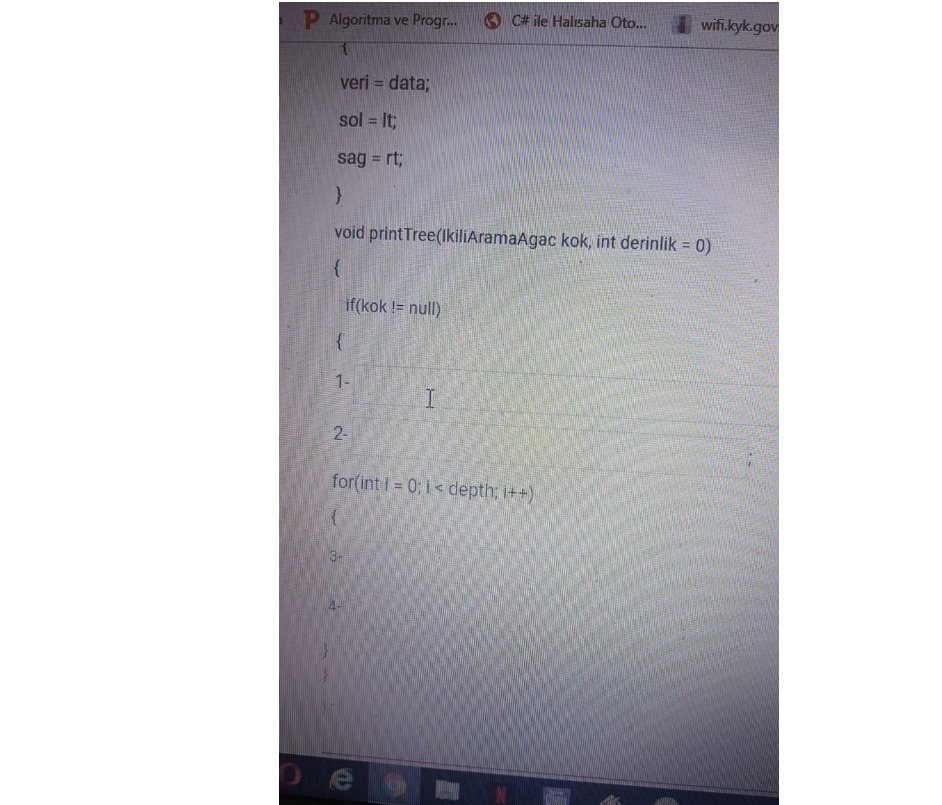 Algoritma ve Progr... C# ile Halısaha Oto... wifi.kyk.gov
{
veri = data;
sol = lt;
sag = rt;
}
void printTree(IkiliAramaAgac kok, int derinlik = 0)
{
if(kok != null)
{
1-
2-
;
for(int i = 0; i < depth; i++)
{
3-
4-
}
}
}